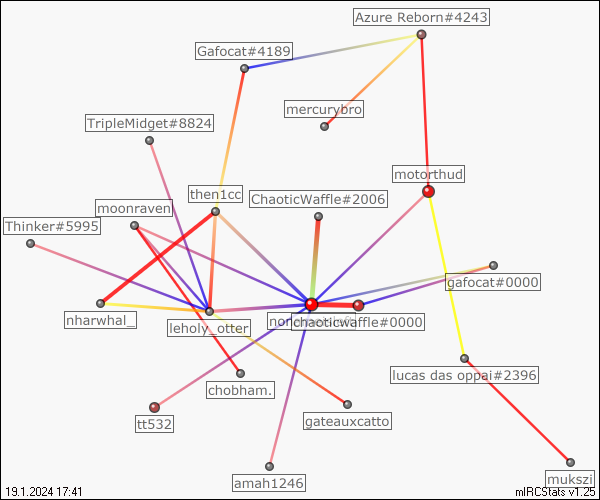 Azure Reborn#4243
Gafocat#4189
mercurybro
TripleMidget#8824
motorthud
then1cc
ChaoticWaffle#2006
moonraven
Thinker#5995
gafocat#0000
nharwhal_
leholy_otter
chaoticwaffle#0000
lucas das oppai#2396
chobham.
tt532
gateauxcatto
amah1246
mukszi
19.1.2024 17:41
mIRCStats v1.25